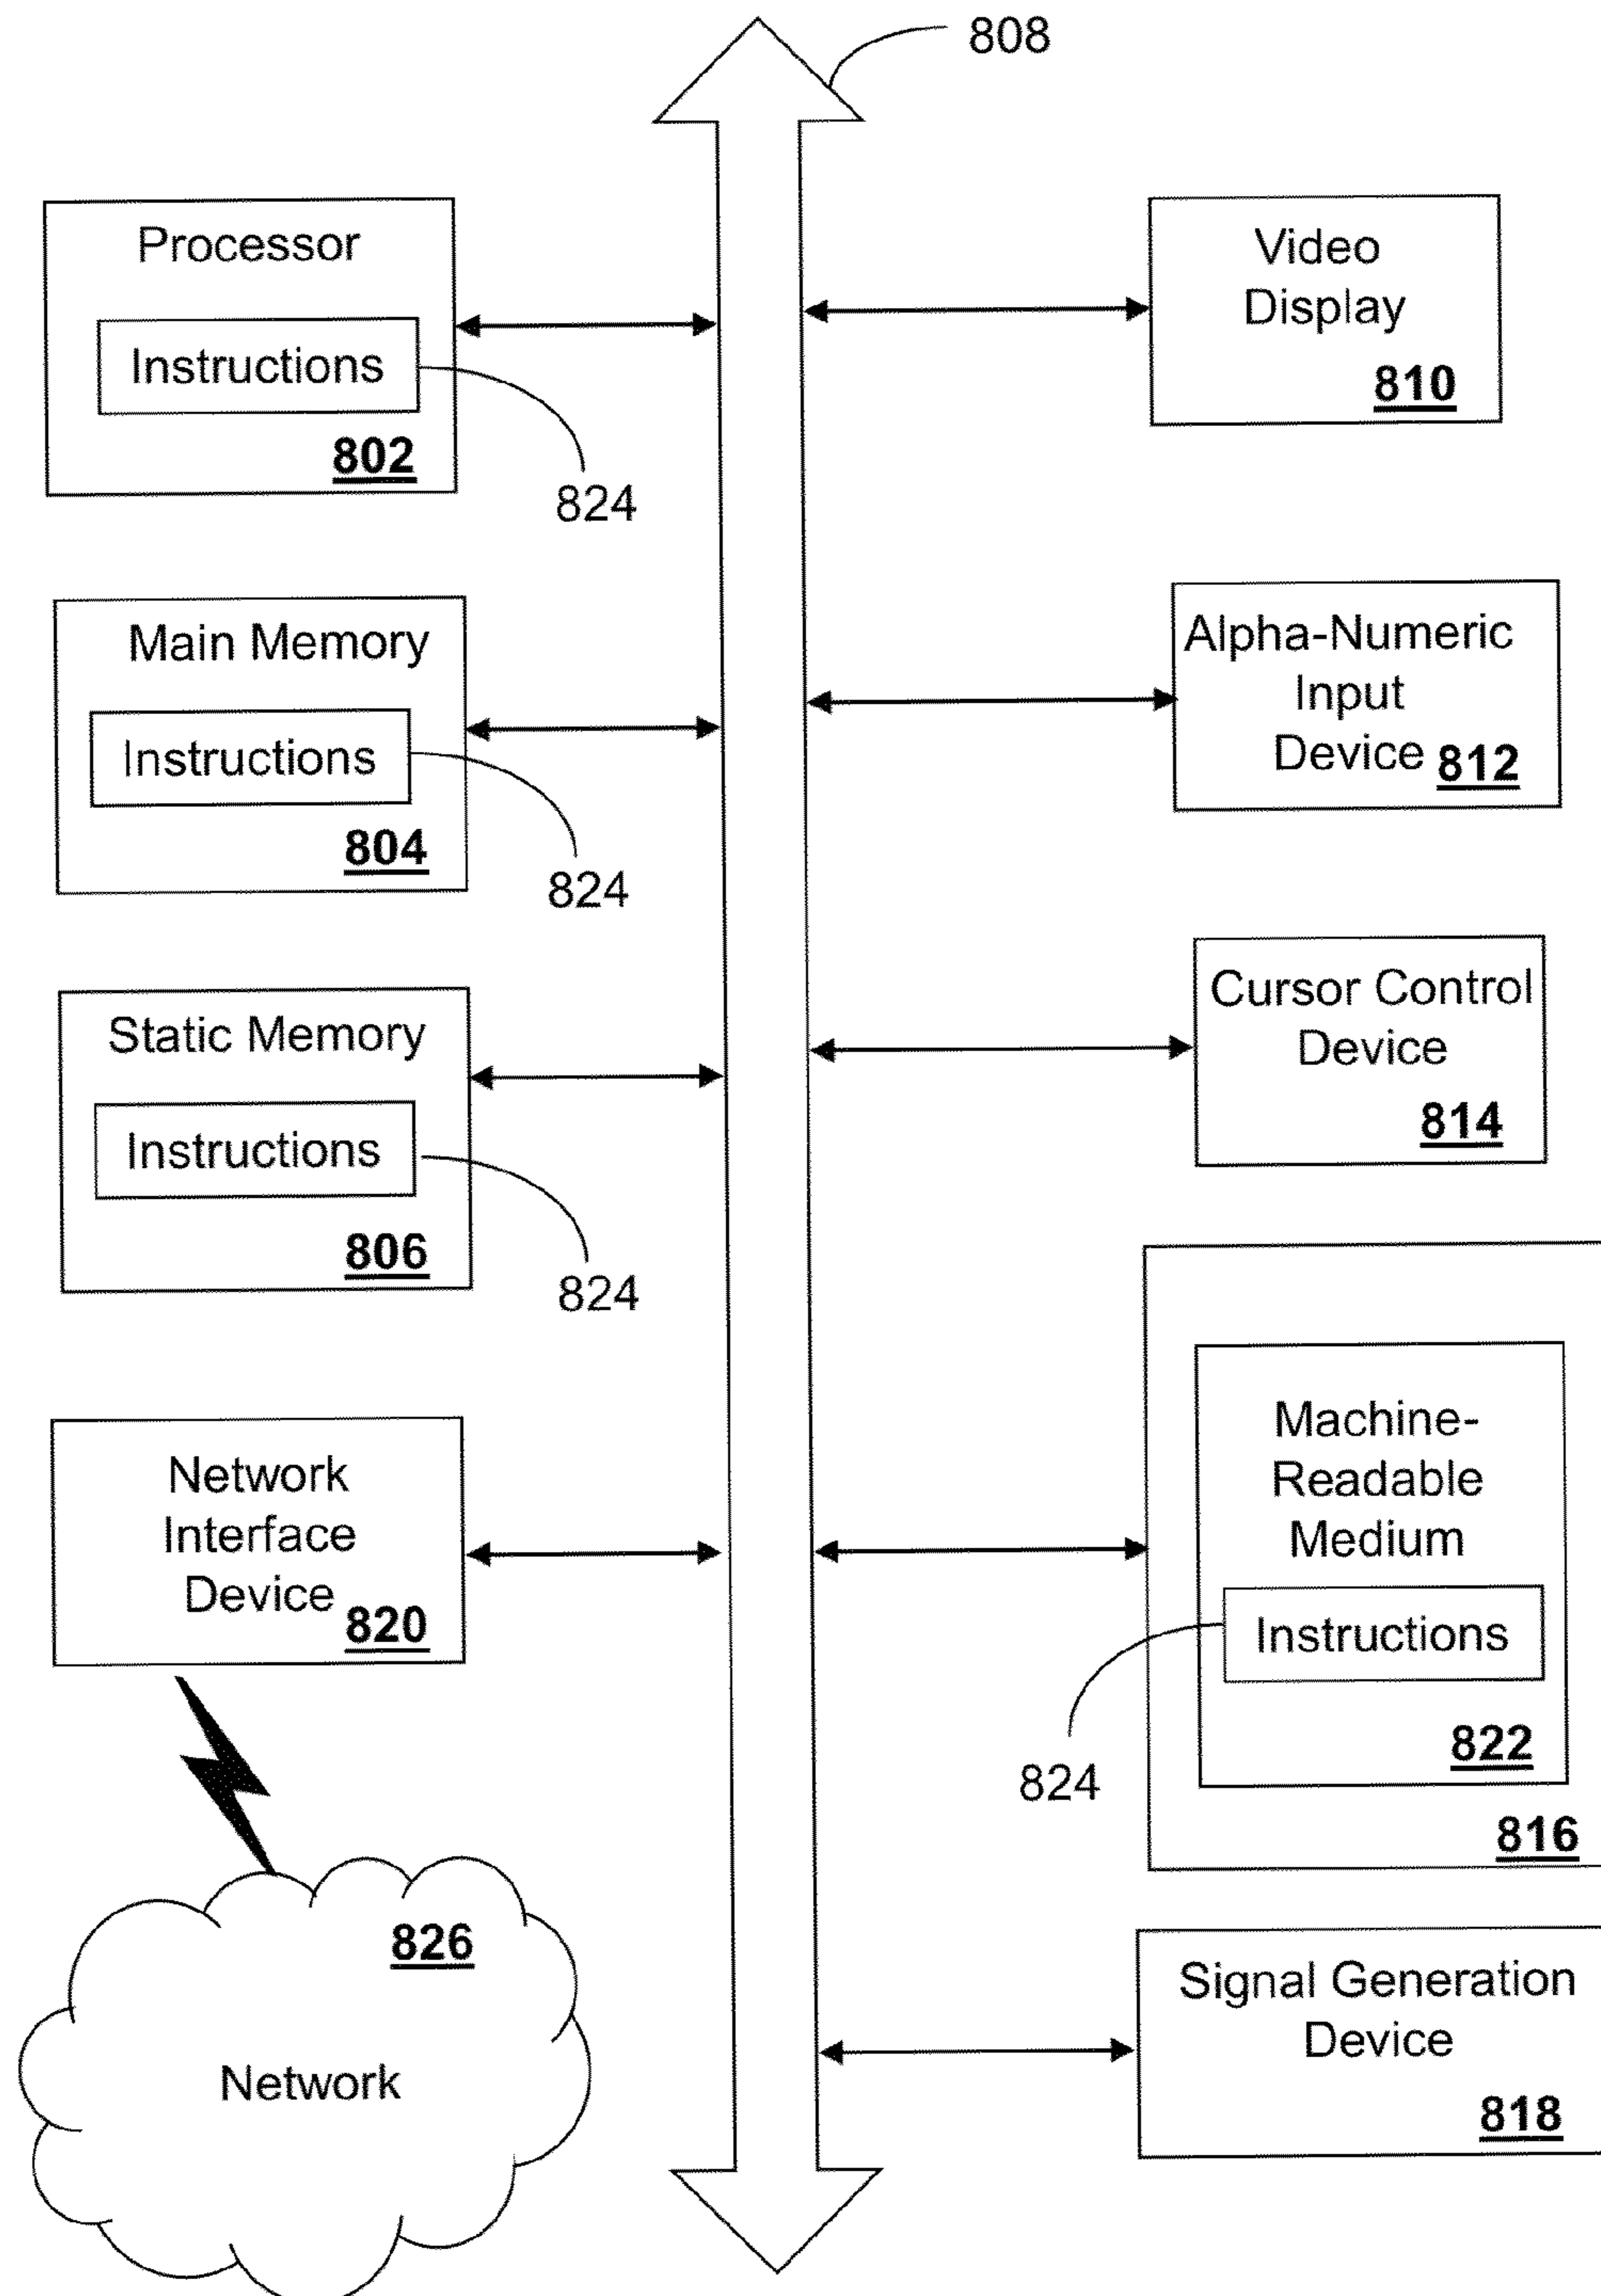 808
Processor
Instructions
802
824
Main Memory
Instructions
804
824
Static Memory
Instructions
806
824
Network
Interface
Device
820
826
Network
Video
Display
810
Alpha-Numeric
Input
Device 812
Cursor Control
Device
814
Machine-
Readable
Medium
Instructions
822
824
816
Signal Generation
Device
818